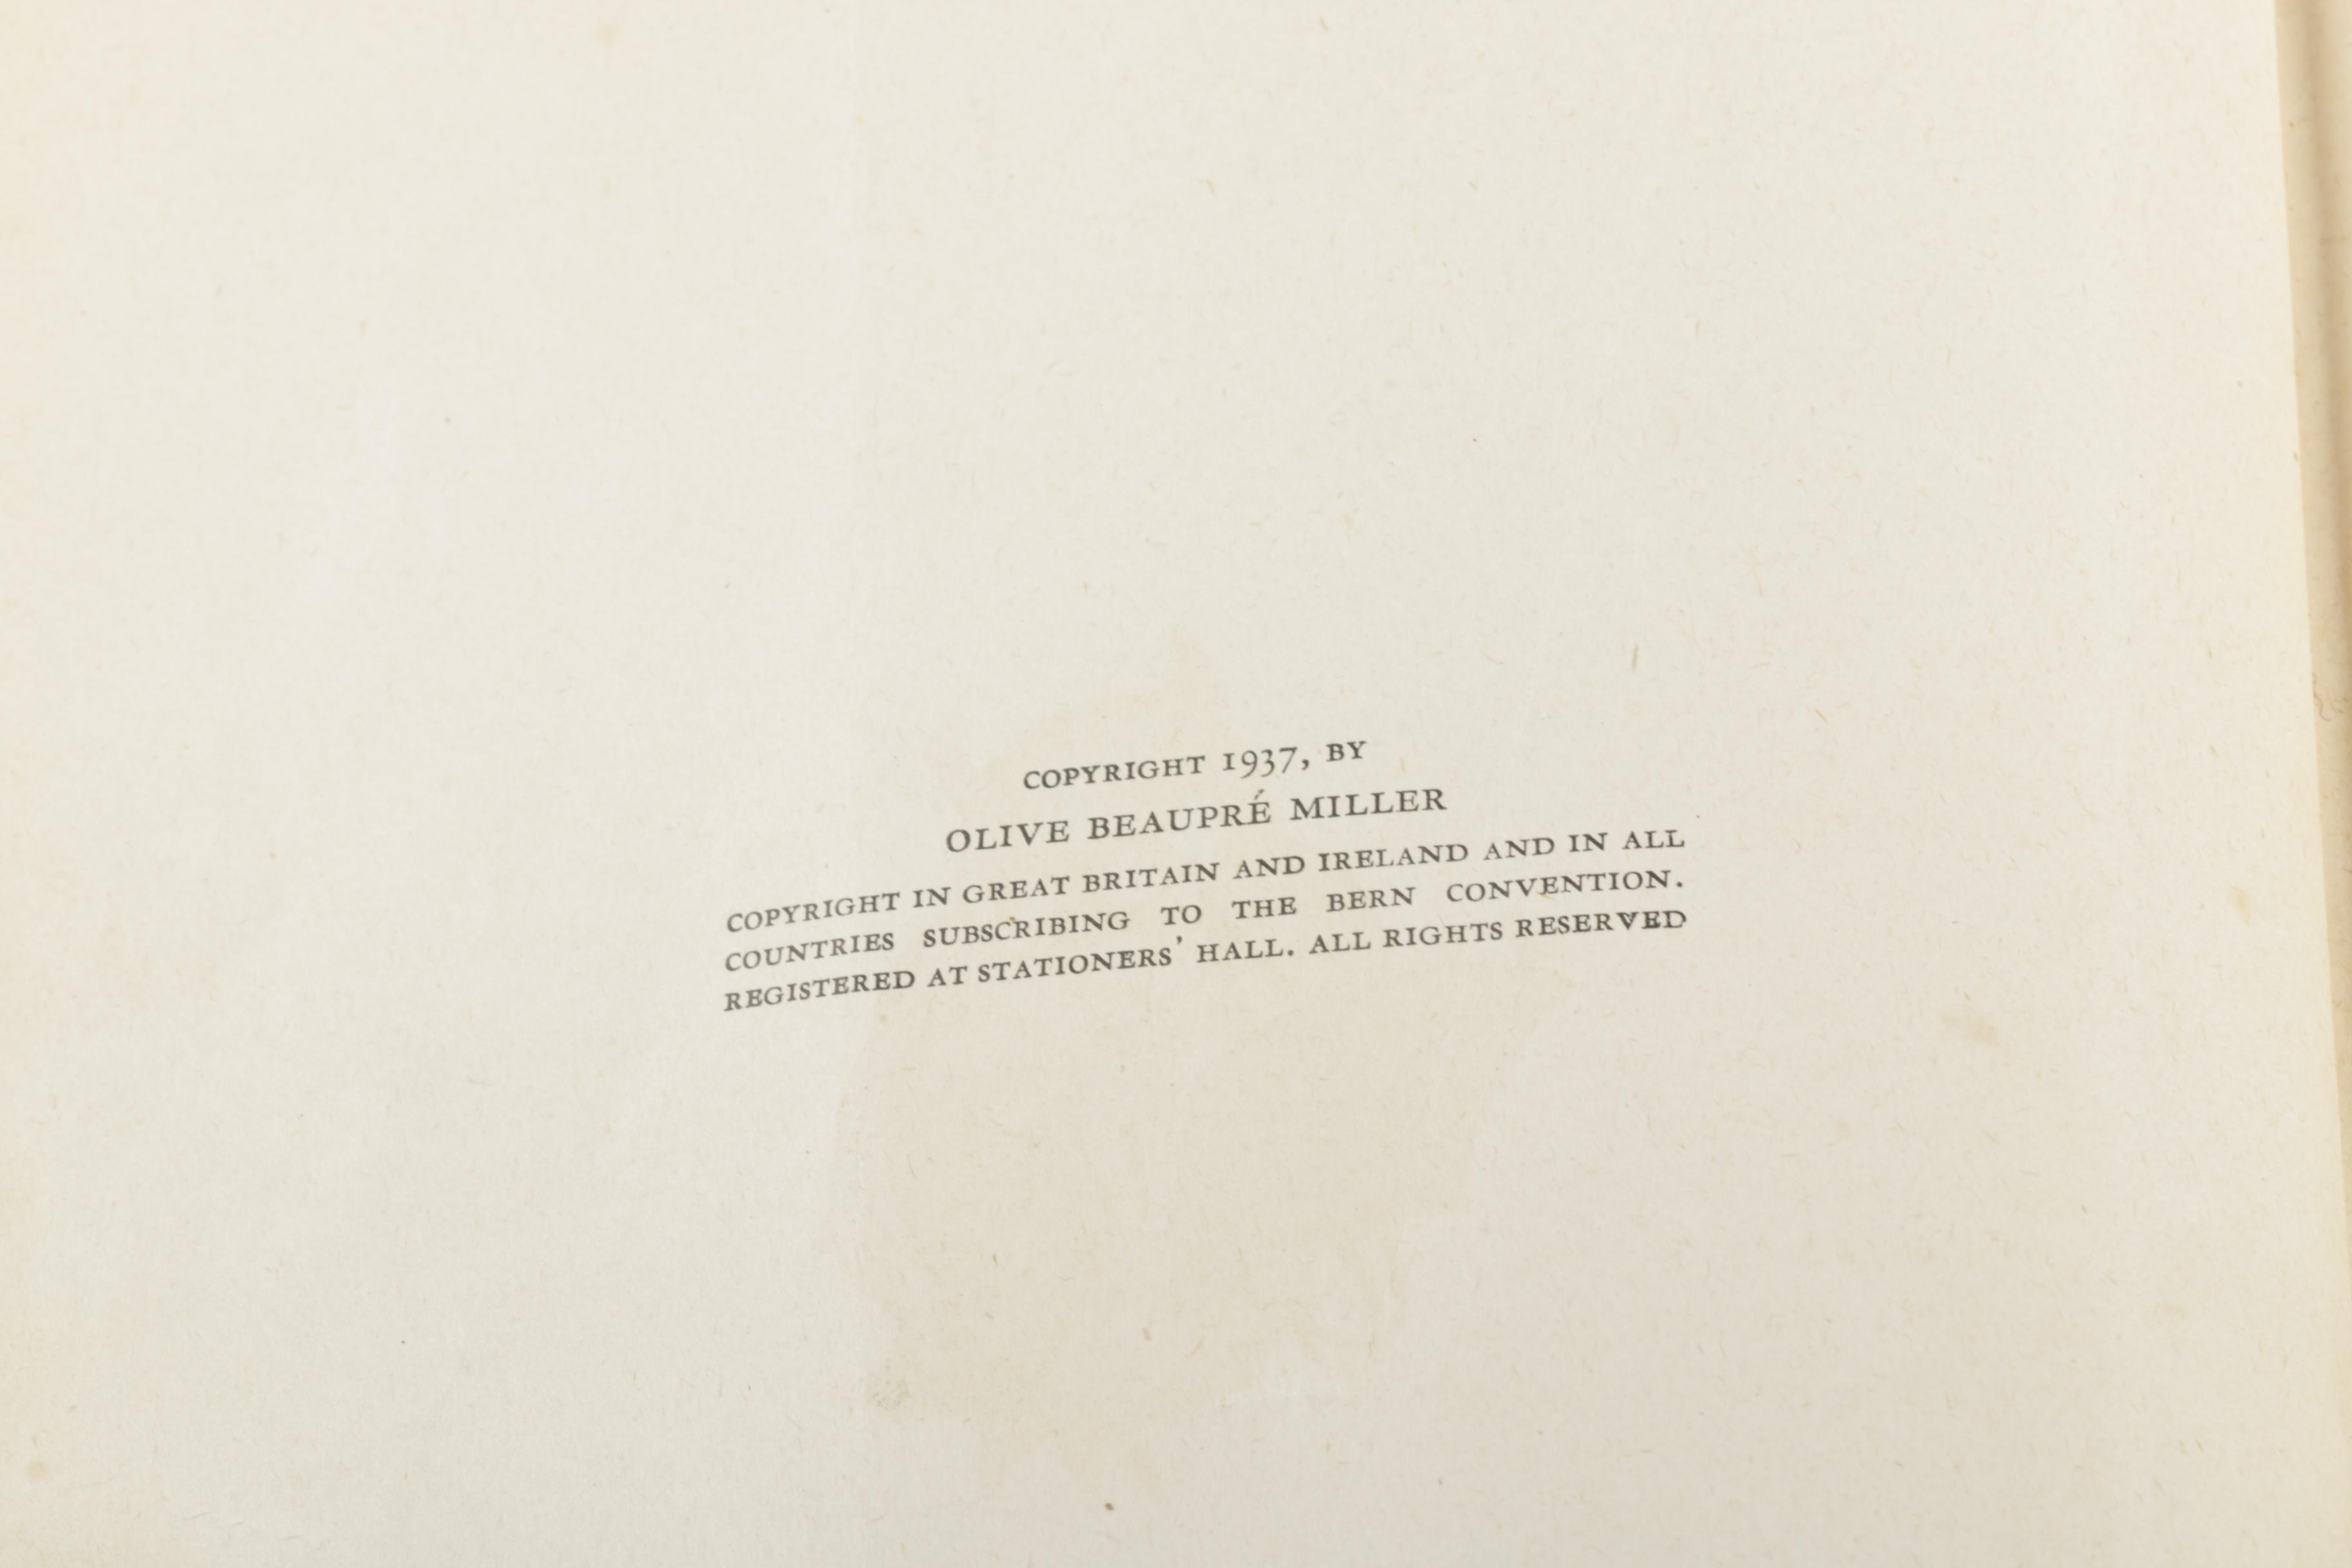 COPYRIGHT 1937, BY
OLIVE BEAUPRÉ MILLER
COPYRIGHT IN GREAT BRITAIN AND IRELAND AND IN ALL
COUNTRIES SUBSCRIBING TO THE BERN CONVENTION.
REGISTERED AT STATIONERS' HALL. ALL RIGHTS RESERVED